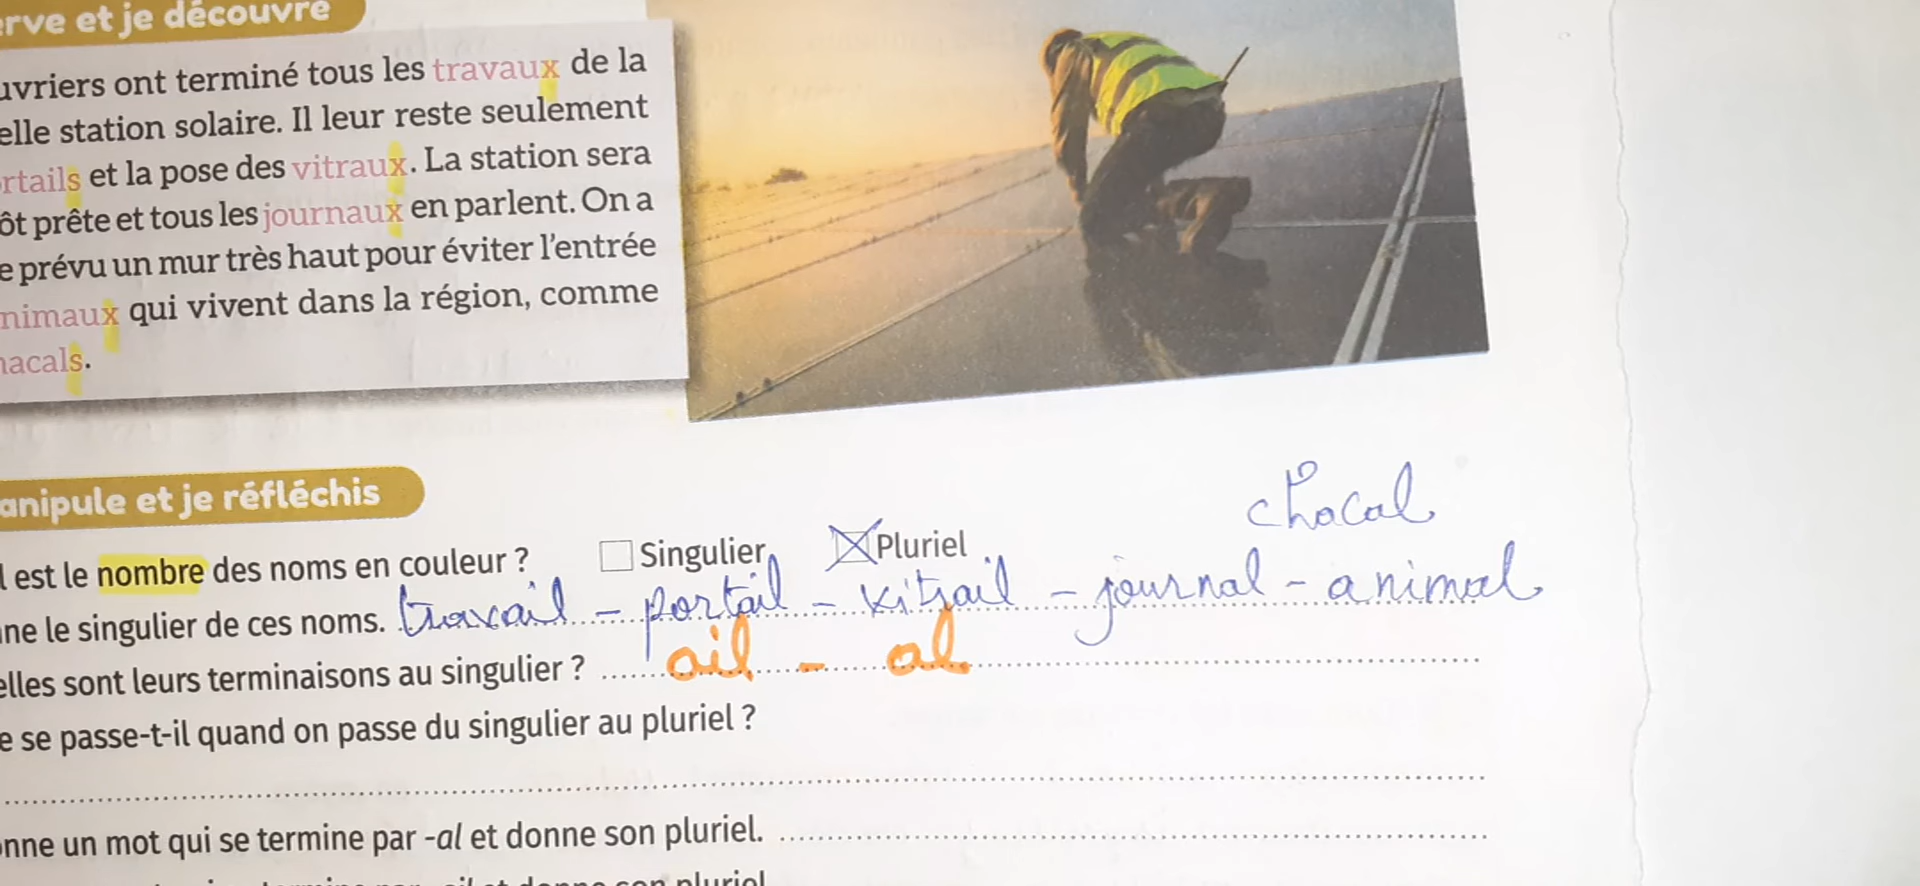 rve et je découvre
uvriers ont terminé tous les travaux de la
elle station solaire. Il leur reste seulement
rtails et la pose des vitraux. La station sera
ôt prête et tous les journaux en parlent. On a
e prévu un mur très haut pour éviter l'entrée
nimaux qui vivent dans la région, comme
hacals.
anipule et je réfléchis
chacal
l est le nombre des noms en couleur ? Singulier Pluriel
nne le singulier de ces noms. travail - portail - vitrail - journal - animal
elles sont leurs terminaisons au singulier ? ail - al
e se passe-t-il quand on passe du singulier au pluriel ?
onne un mot qui se termine par -al et donne son pluriel.